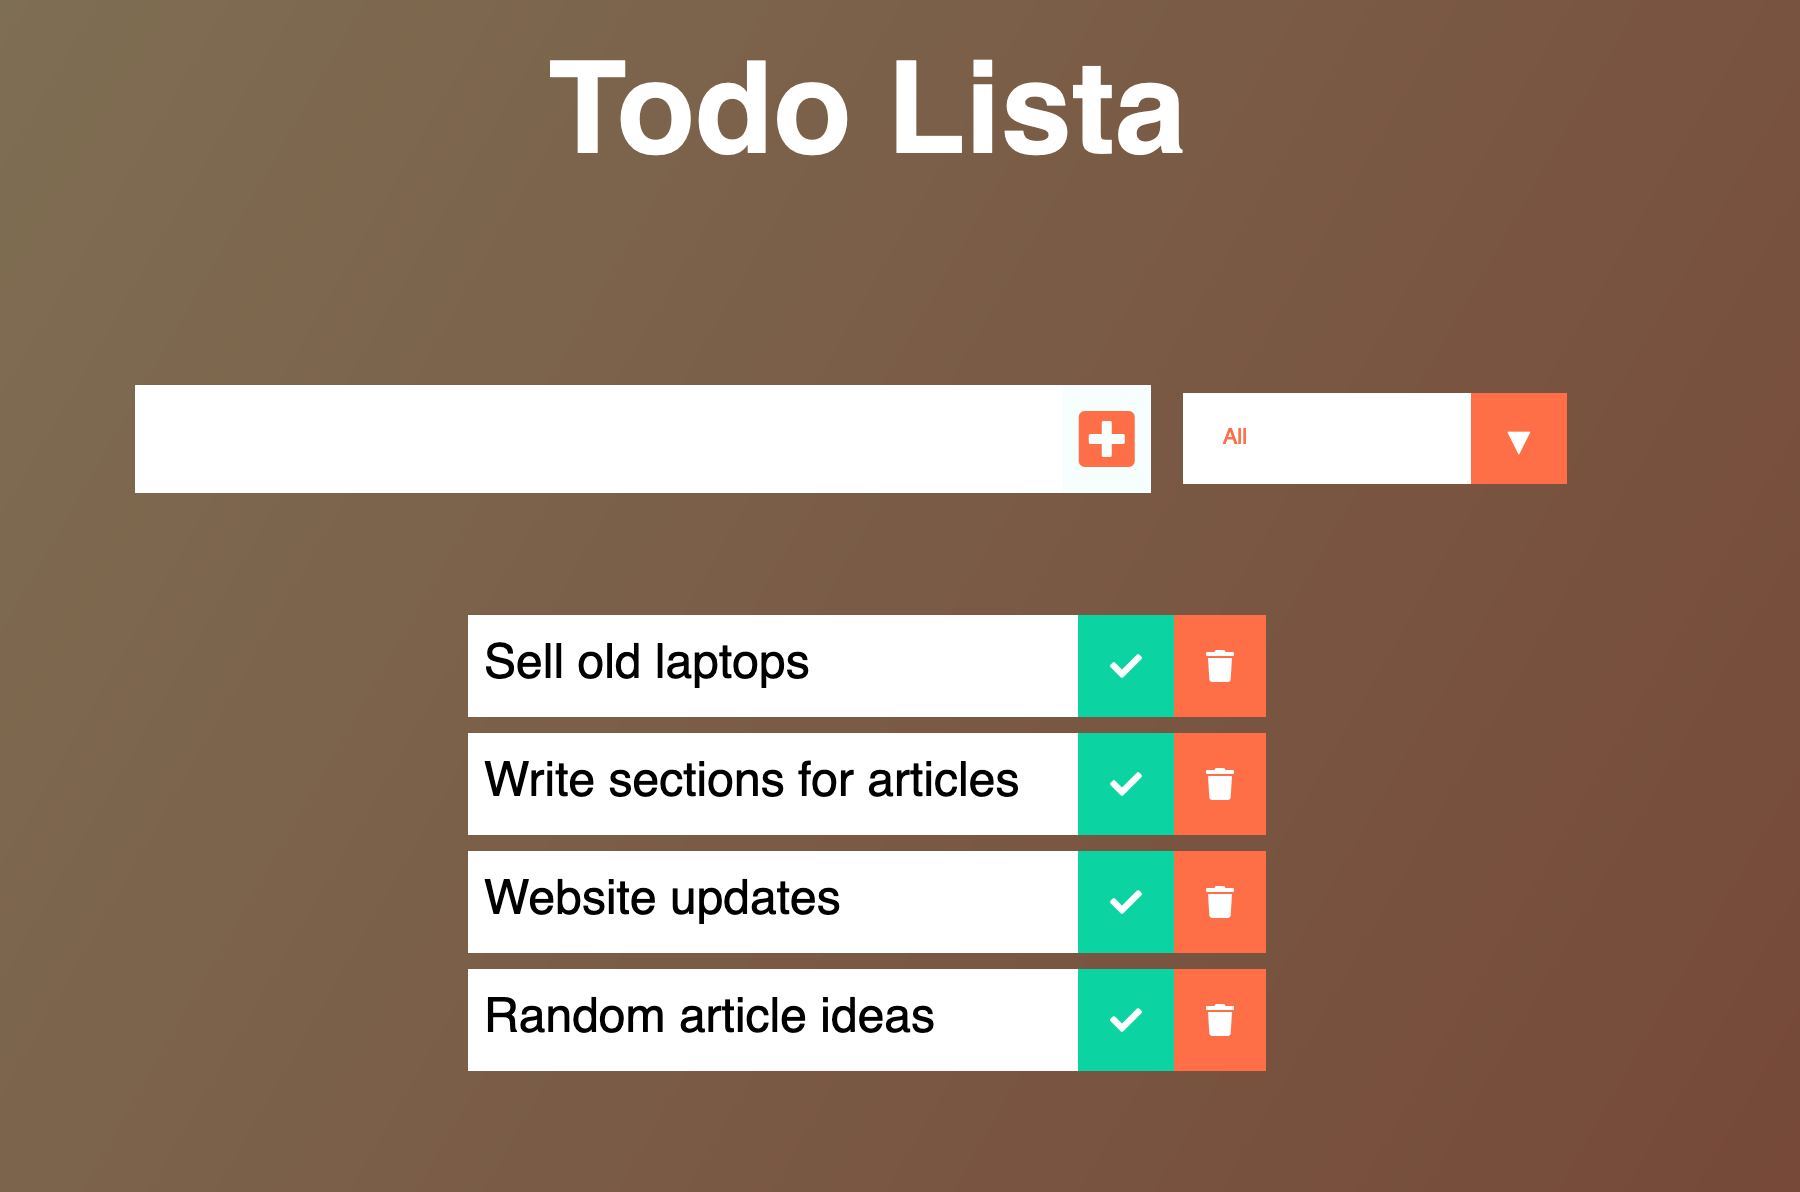 Todo Lista
All
Sell old laptops
Write sections for articles
Website updates
Random article ideas